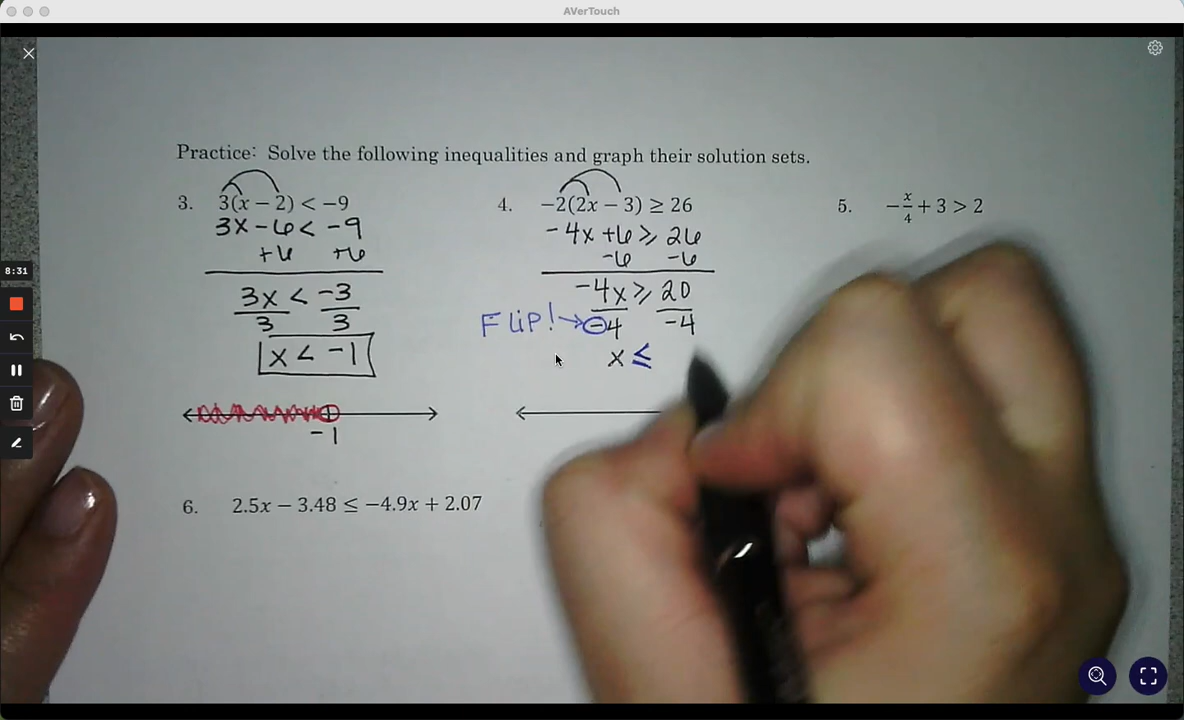 AVerTouch
8:31
Practice: Solve the following inequalities and graph their solution sets.
3. 3(x − 2) < −9
3x − 6 < −9
+6 +6
3x < −3
3 3
x < −1
−1
4. −2(2x − 3) ≥ 26
−4x + 6 ≥ 26
−6 −6
−4x ≥ 20
FLIP! → −4 −4
x ≤
5. −x/4 + 3 > 2
6. 2.5x − 3.48 ≤ −4.9x + 2.07